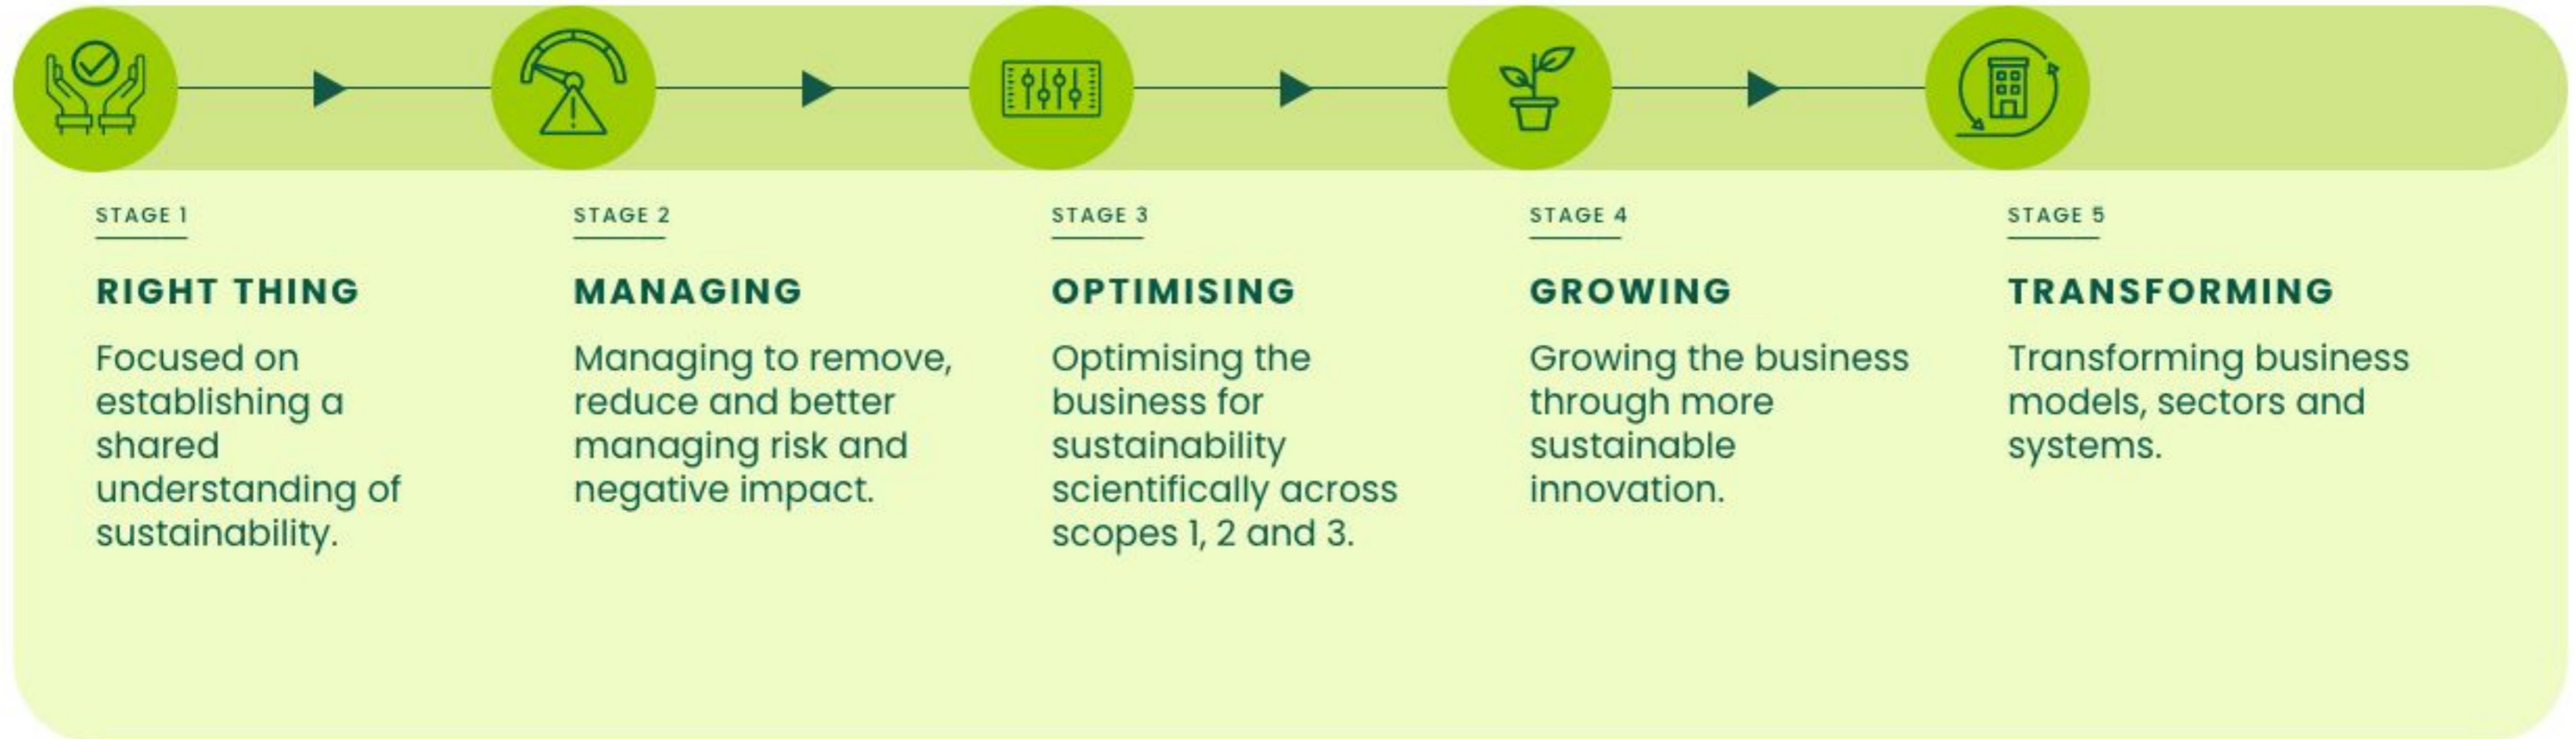 STAGE 1
RIGHT THING
Focused on
establishing a
shared
understanding of
sustainability.
STAGE 2
MANAGING
Managing to remove,
reduce and better
managing risk and
negative impact.
STAGE 3
OPTIMISING
Optimising the
business for
sustainability
scientifically across
scopes 1, 2 and 3.
STAGE 4
GROWING
Growing the business
through more
sustainable
innovation.
STAGE 5
TRANSFORMING
Transforming business
models, sectors and
systems.